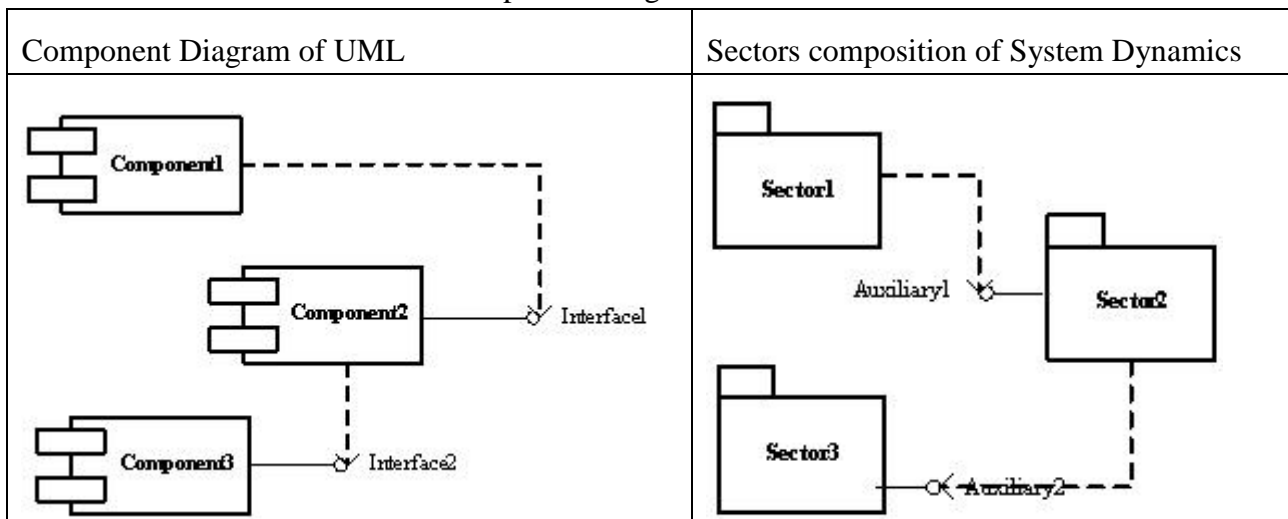 Component Diagram of UML
Sectors composition of System Dynamics
Component1
Component2
Interface1
Component3
Interface2
Sector1
Auxiliary1
Sector2
Sector3
Auxiliary2